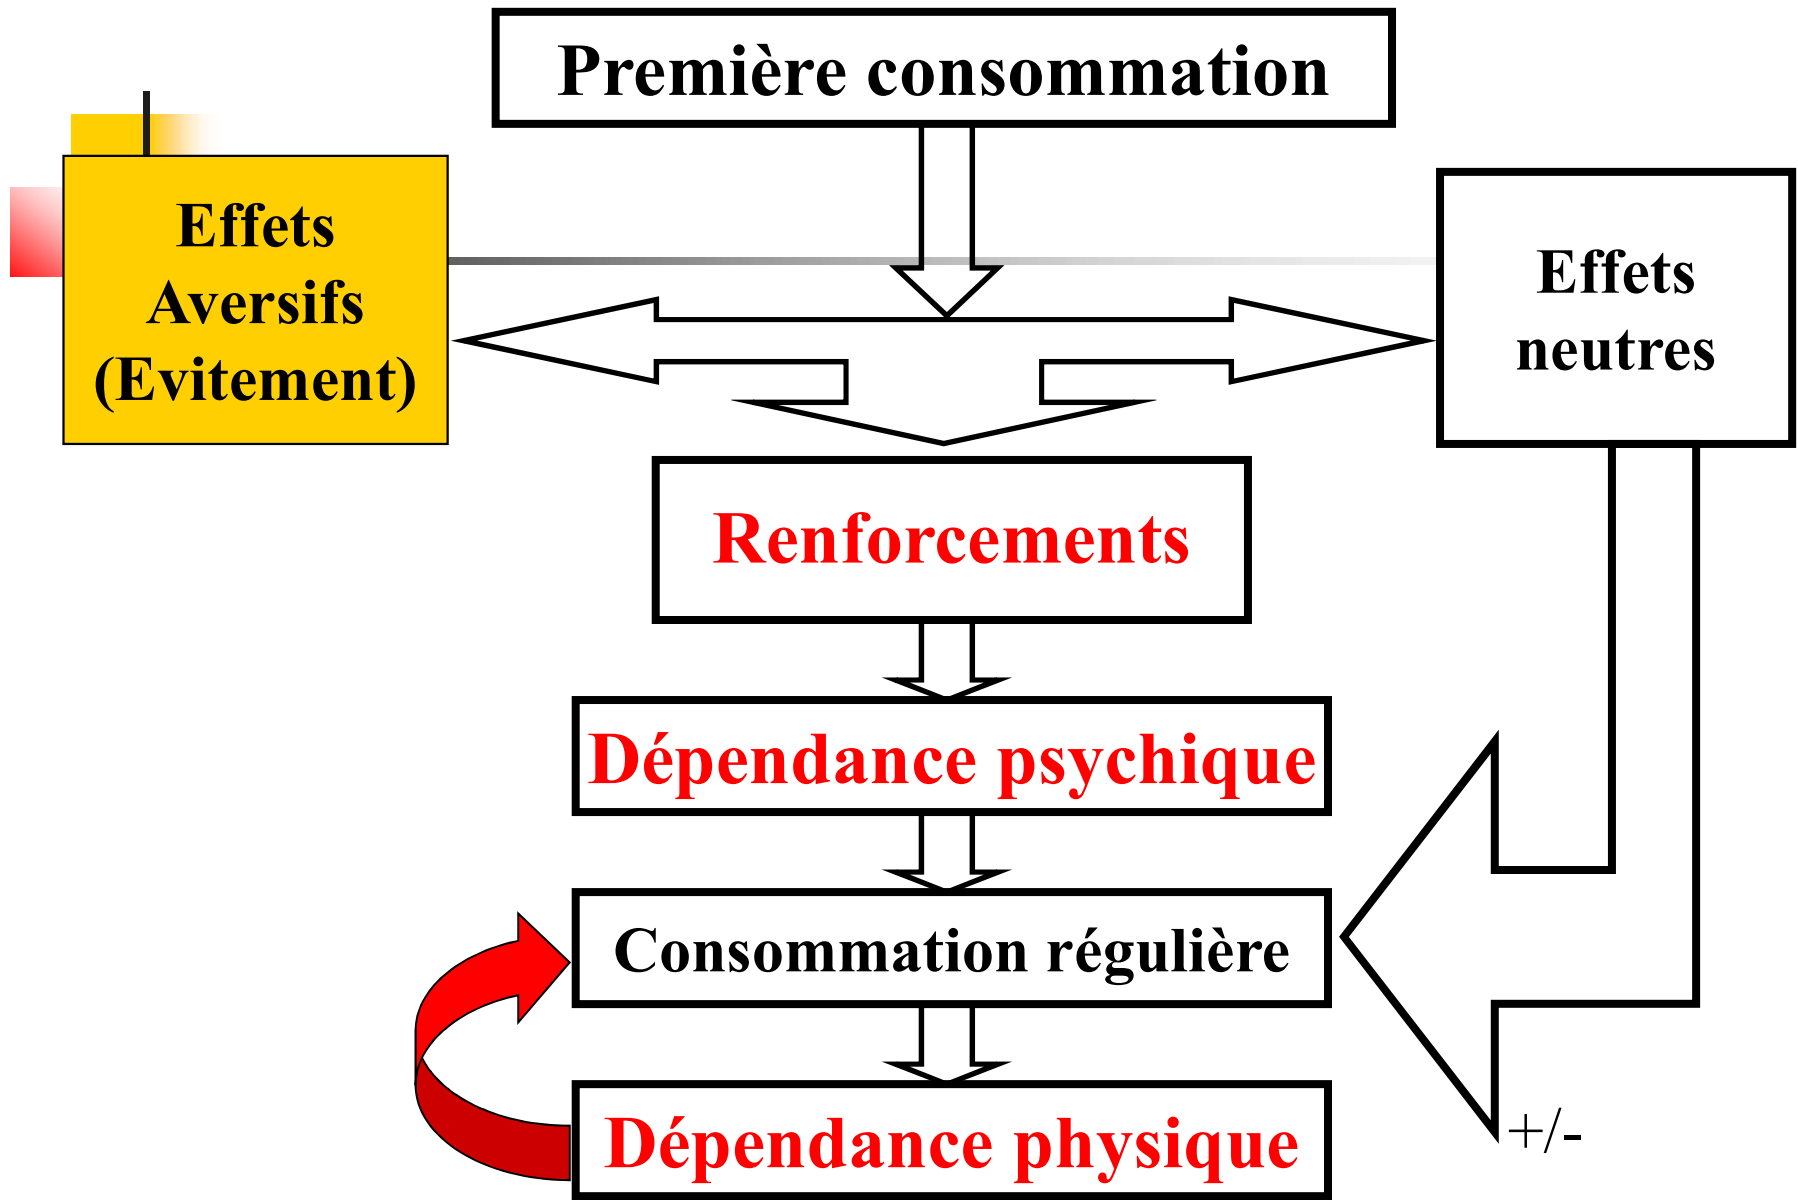 Première consommation
Effets
Aversifs
(Evitement)
Effets
neutres
Renforcements
Dépendance psychique
Consommation régulière
Dépendance physique
+/-